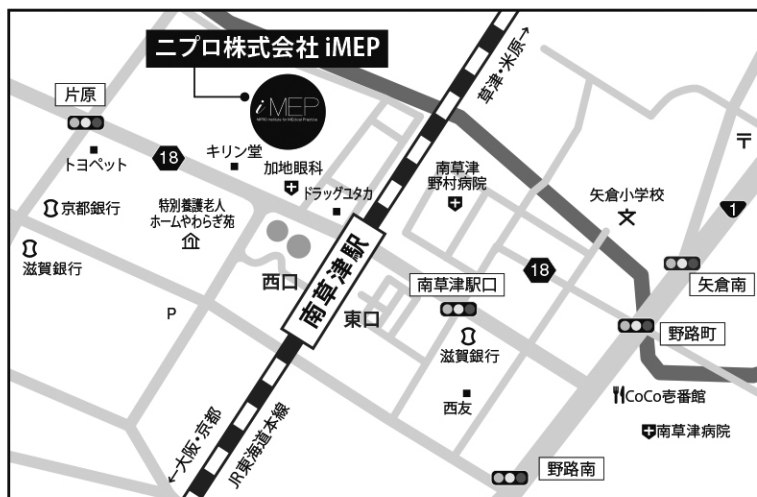 ニプロ株式会社 iMEP
草津・米原→
片原
i MEP
18
トヨペット
キリン堂
加地眼科
ドラッグユタカ
南草津
野村病院
矢倉小学校
〒
1
京都銀行
特別養護老人
ホームやわらぎ苑
滋賀銀行
西口
南草津駅
東口
南草津駅口
18
矢倉南
野路町
P
滋賀銀行
西友
CoCo壱番館
南草津病院
←大阪・京都
JR東海道本線
野路南